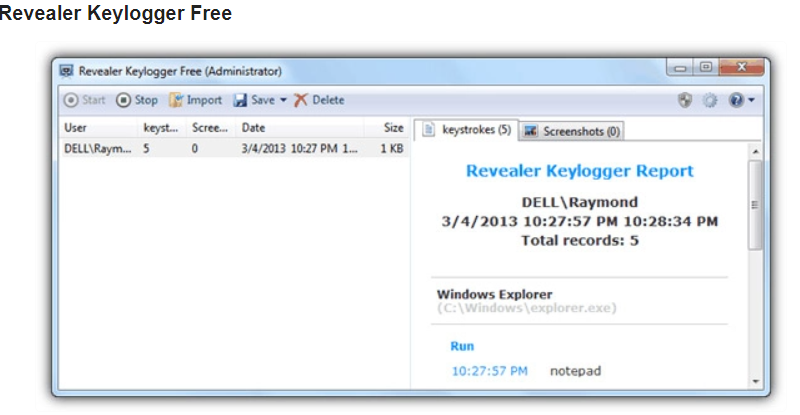 Revealer Keylogger Free
Revealer Keylogger Free (Administrator)
Start Stop Import Save Delete
User keyst... Scree... Date Size
DELL\Raym... 5 0 3/4/2013 10:27 PM 1... 1 KB
keystrokes (5) Screenshots (0)
Revealer Keylogger Report
DELL\Raymond
3/4/2013 10:27:57 PM 10:28:34 PM
Total records: 5
Windows Explorer
(C:\Windows\explorer.exe)
Run
10:27:57 PM notepad